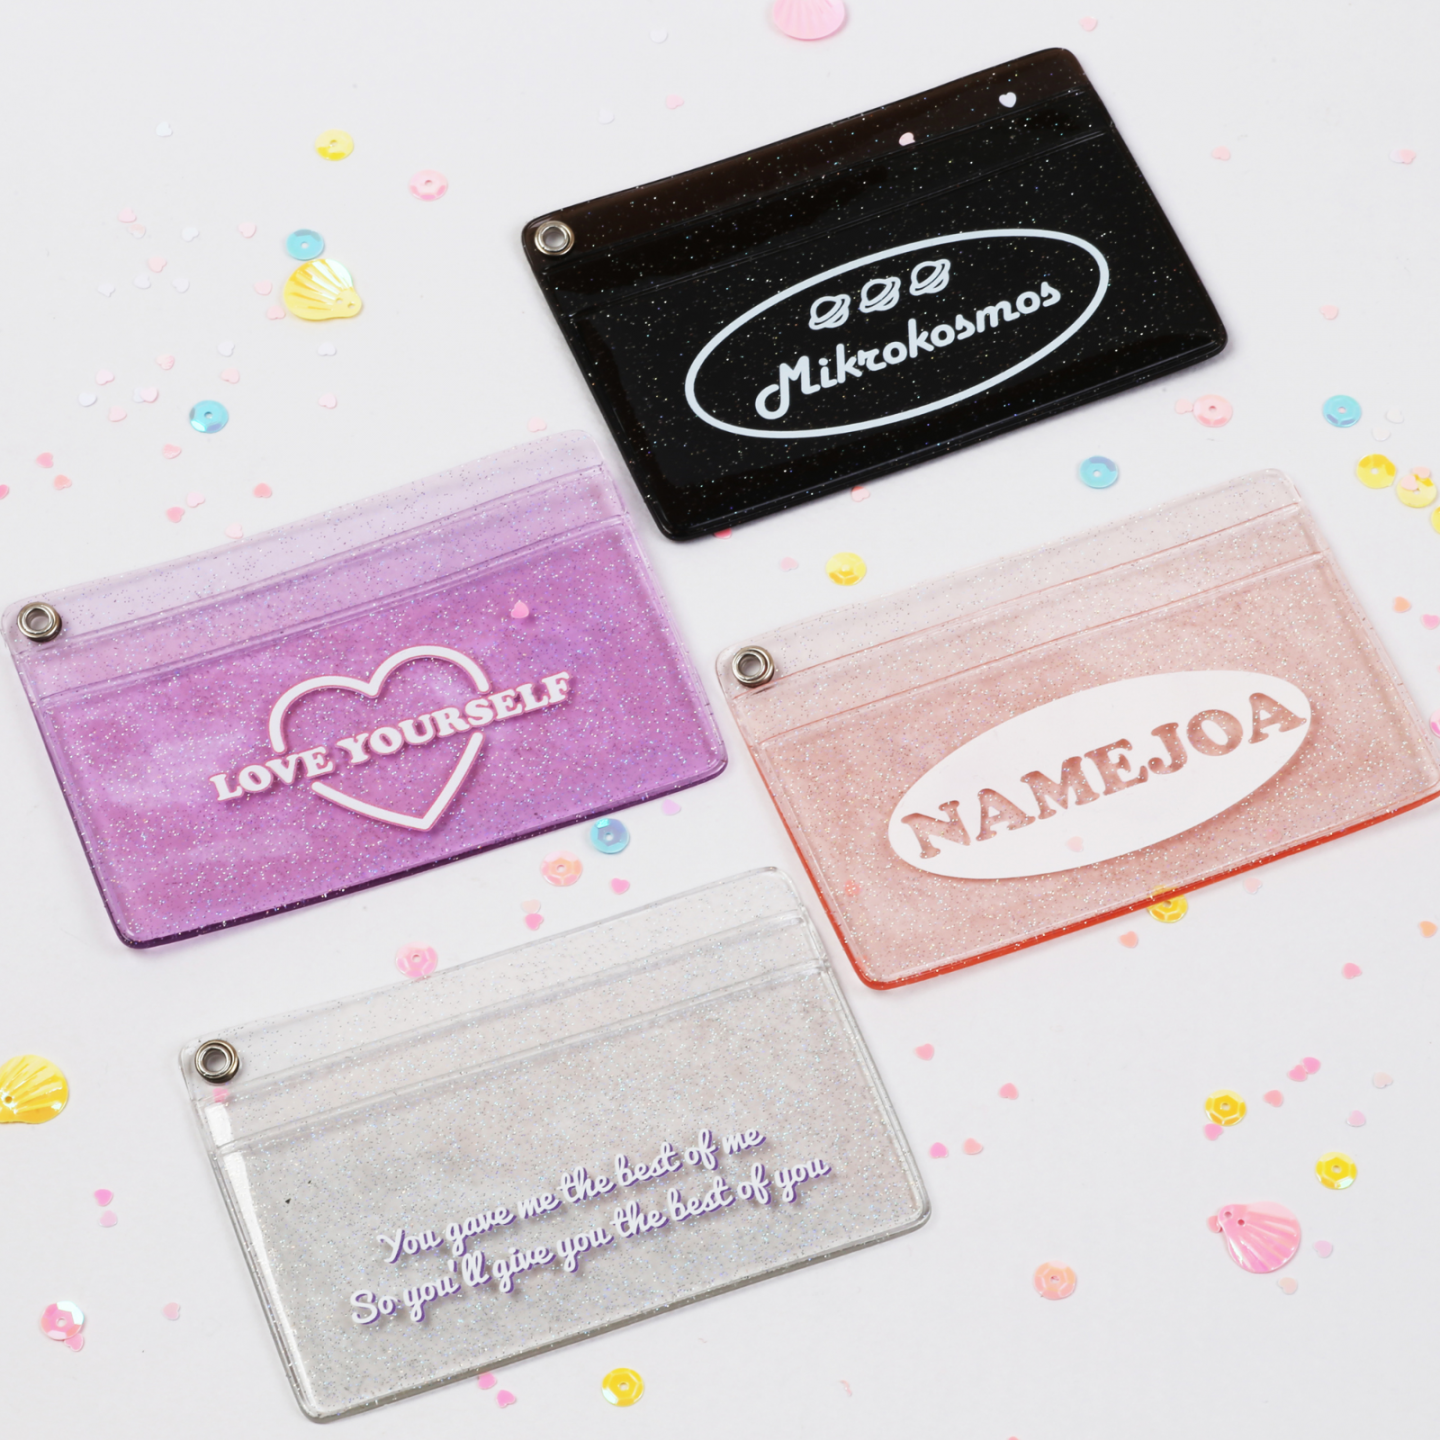 Mikrokosmos
LOVE YOURSELF
NAMEJOA
You gave me the best of me
So you'll give you the best of you